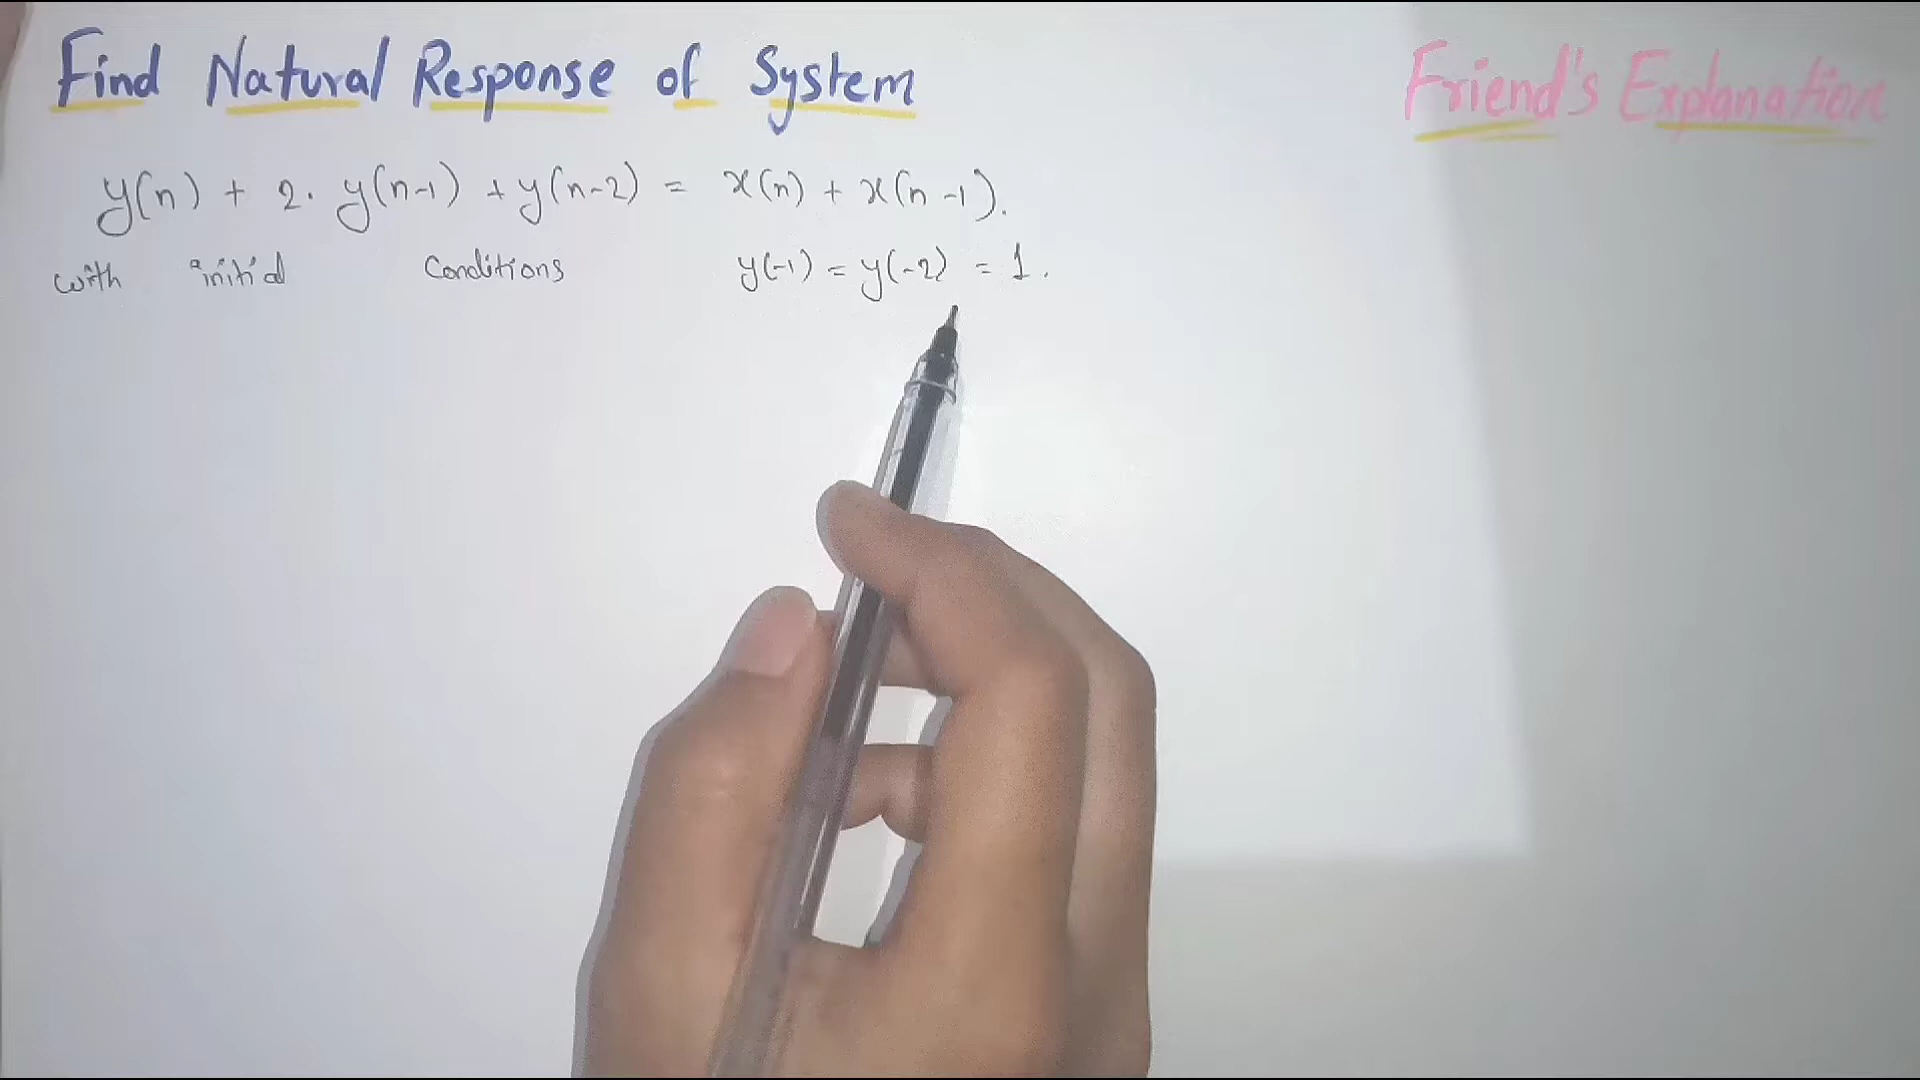 Find Natural Response of System
Friend's Explanation
y(n) + 2. y(n-1) + y(n-2) = x(n) + x(n-1).
with initial Conditions y(-1) = y(-2) = 1.